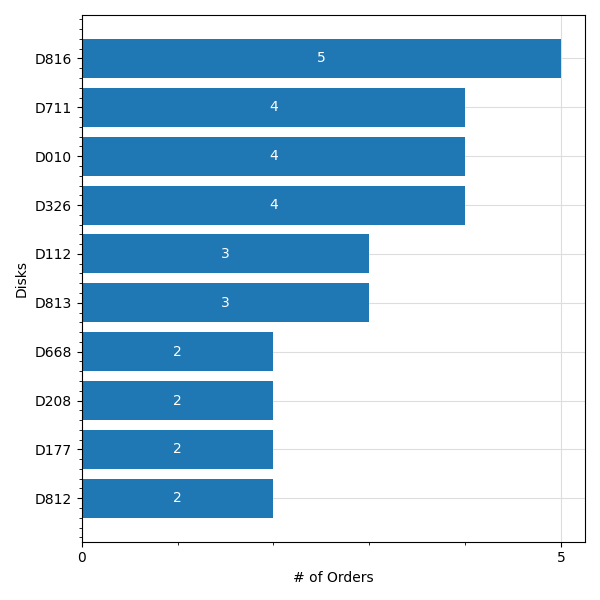 D816 5
D711 4
D010 4
D326 4
D112 3
D813 3
D668 2
D208 2
D177 2
D812 2
Disks
0 5
# of Orders